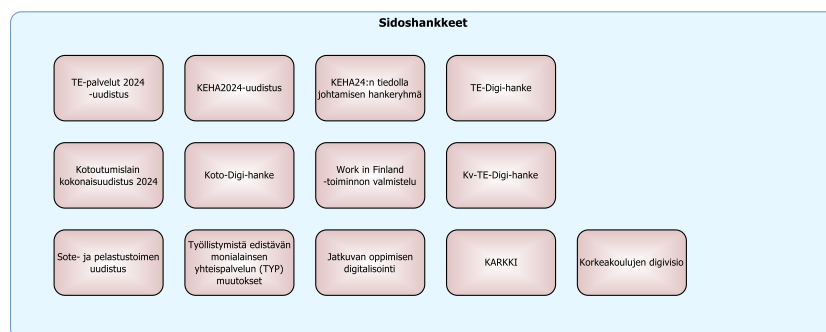 Sidoshankkeet
TE-palvelut 2024
-uudistus
KEHA2024-uudistus
KEHA24:n tiedolla
johtamisen hankeryhmä
TE-Digi-hanke
Kotoutumislain
kokonaisuudistus 2024
Koto-Digi-hanke
Work in Finland
-toiminnon valmistelu
Kv-TE-Digi-hanke
Sote- ja pelastustoimen
uudistus
Työllistymistä edistävän
monialainsen
yhteispalvelun (TYP)
muutokset
Jatkuvan oppimisen
digitalisointi
KARKKI
Korkeakoulujen digivisio